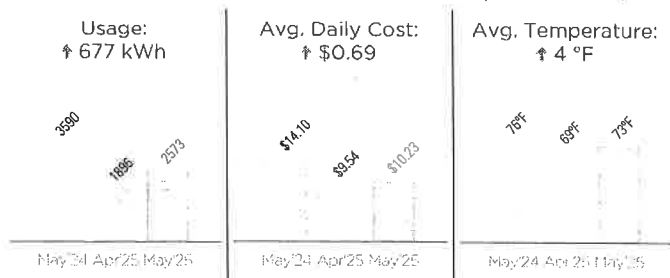 Usage:
↑ 677 kWh
3590
1896
2573
May'24 Apr'25 May'25
Avg. Daily Cost:
↑ $0.69
$14.10
$9.54
$10.23
May'24 Apr'25 May'25
Avg. Temperature:
↑ 4 °F
76°F
69°F
73°F
May'24 Apr'25 May'25